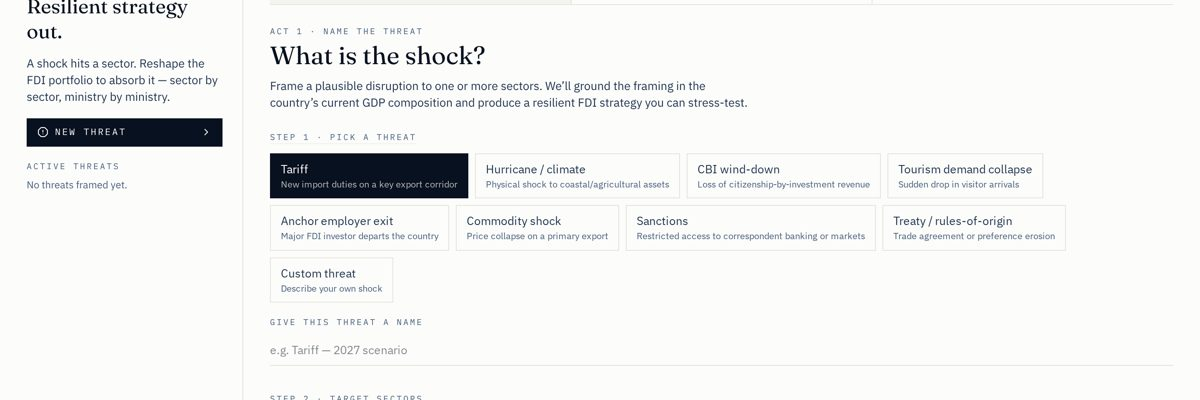 Resilient strategy
out.
A shock hits a sector. Reshape the
FDI portfolio to absorb it — sector by
sector, ministry by ministry.
NEW THREAT
ACTIVE THREATS
No threats framed yet.
ACT 1 · NAME THE THREAT
What is the shock?
Frame a plausible disruption to one or more sectors. We’ll ground the framing in the
country’s current GDP composition and produce a resilient FDI strategy you can stress-test.
STEP 1 · PICK A THREAT
Tariff
New import duties on a key export corridor
Hurricane / climate
Physical shock to coastal/agricultural assets
CBI wind-down
Loss of citizenship-by-investment revenue
Tourism demand collapse
Sudden drop in visitor arrivals
Anchor employer exit
Major FDI investor departs the country
Commodity shock
Price collapse on a primary export
Sanctions
Restricted access to correspondent banking or markets
Treaty / rules-of-origin
Trade agreement or preference erosion
Custom threat
Describe your own shock
GIVE THIS THREAT A NAME
e.g. Tariff — 2027 scenario
STEP 2 · TARGET SECTORS